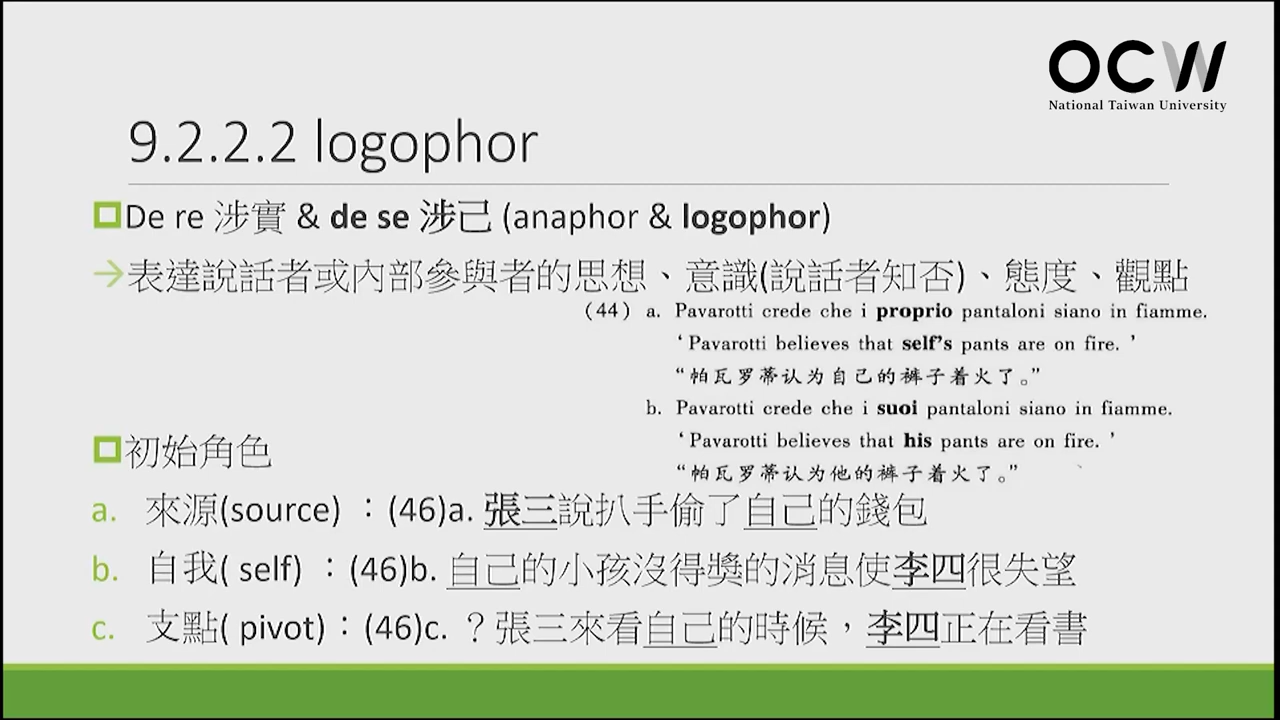 OCW
National Taiwan University
9.2.2.2 logophor
De re 涉實 & de se 涉己 (anaphor & logophor)
→表達說話者或內部參與者的思想、意識(說話者知否)、態度、觀點
(44) a. Pavarotti crede che i proprio pantaloni siano in fiamme.
‘Pavarotti believes that self's pants are on fire. ’
“帕瓦罗蒂认为自己的裤子着火了。”
b. Pavarotti crede che i suoi pantaloni siano in fiamme.
‘Pavarotti believes that his pants are on fire. ’
“帕瓦罗蒂认为他的裤子着火了。”
初始角色
a. 來源(source) ：(46)a. 張三說扒手偷了自己的錢包
b. 自我( self) ：(46)b. 自己的小孩沒得獎的消息使李四很失望
c. 支點( pivot)：(46)c. ？張三來看自己的時候，李四正在看書